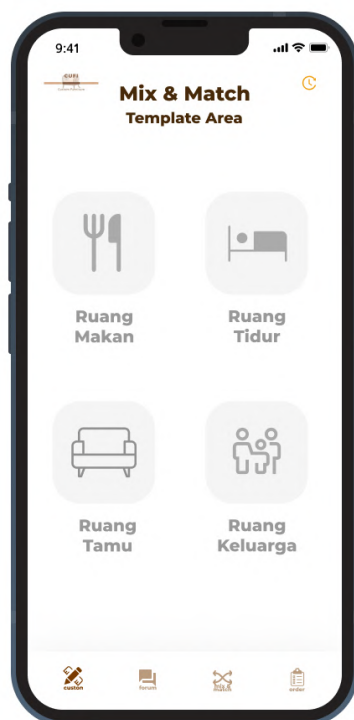 9:41
GURI
Mix & Match
Template Area
Ruang
Makan
Ruang
Tidur
Ruang
Tamu
Ruang
Keluarga
custom
forum
mix &
match
order